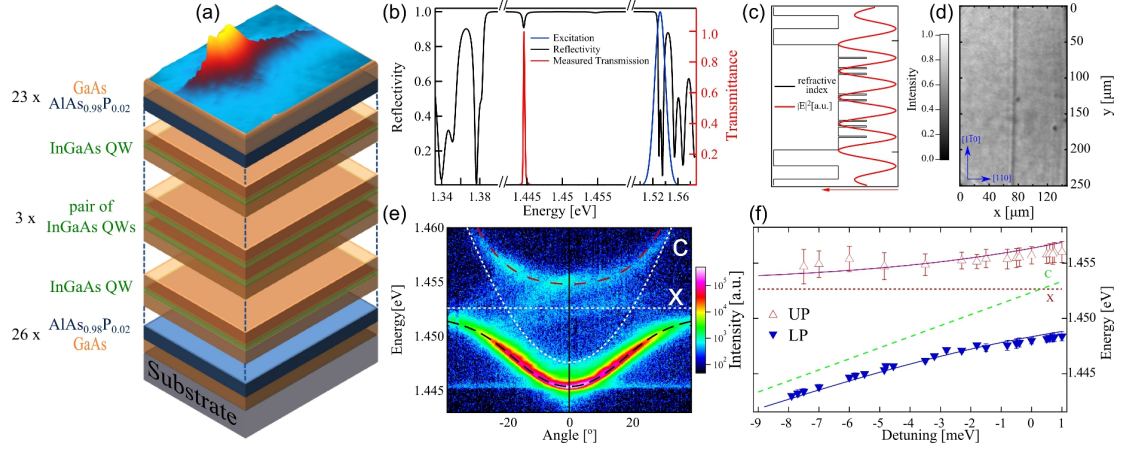 (a)
23 x
GaAs
AlAs0.98P0.02
InGaAs QW
3 x
pair of
InGaAs QWs
InGaAs QW
26 x
AlAs0.98P0.02
GaAs
Substrate
(b)
Reflectivity
1.0
0.8
0.6
0.4
0.2
Excitation
Reflectivity
Measured Transmission
1.0
0.8
0.6
0.4
0.2
Transmittance
1.34
1.38
1.445
1.45
1.455
1.52
1.56
Energy [eV]
(c)
refractive
index
|E|²[a.u.]
(d)
Intensity
1.0
0.8
0.6
0.4
0.2
0.0
[1-10]
[110]
0
50
100
150
200
250
y [µm]
0
50
100
x [µm]
(e)
Energy[eV]
1.460
1.455
1.450
1.445
C
X
10⁵
10⁴
10³
10²
Intensity [a.u.]
-20
0
20
Angle [°]
(f)
C
X
UP
LP
1.455
1.450
1.445
Energy [eV]
-9
-8
-7
-6
-5
-4
-3
-2
-1
0
1
Detuning [meV]